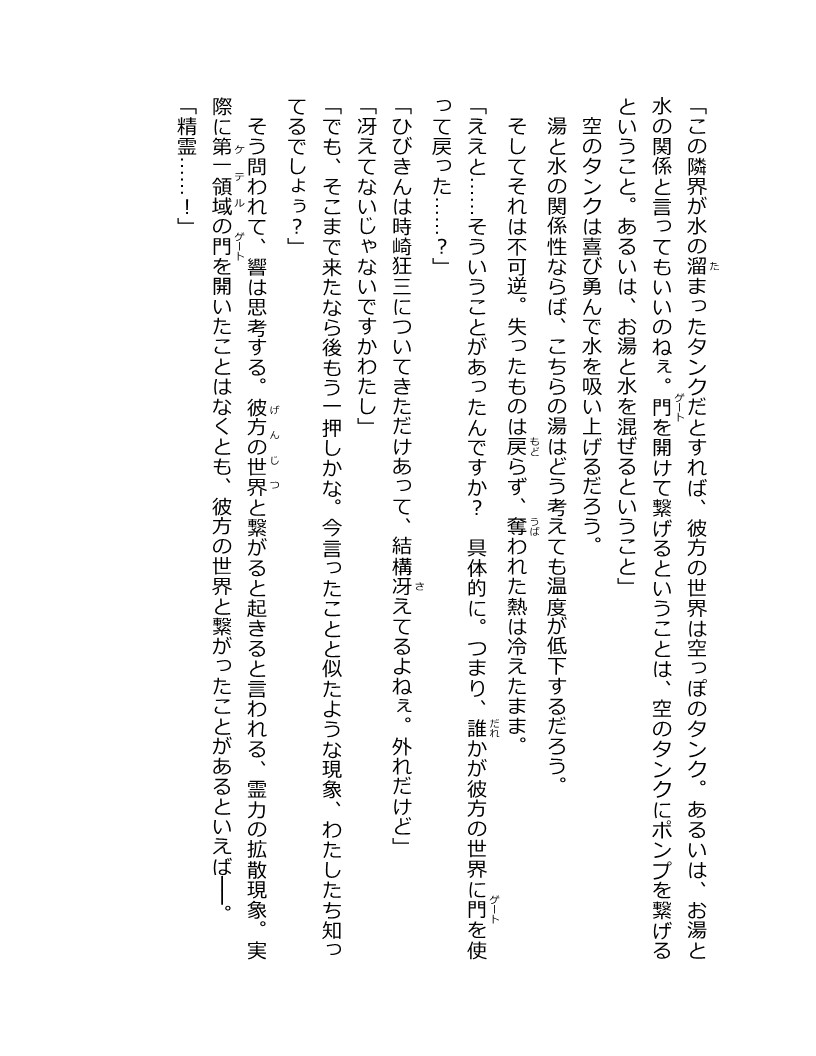 「この隣界が水の溜まったタンクだとすれば、彼方の世界は空っぽのタンク。あるいは、お湯と
水の関係と言ってもいいのねぇ。門を開けて繋げるということは、空のタンクにポンプを繋げる
ということ。あるいは、お湯と水を混ぜるということ」
　空のタンクは喜び勇んで水を吸い上げるだろう。
　湯と水の関係性ならば、こちらの湯はどう考えても温度が低下するだろう。
　そしてそれは不可逆。失ったものは戻らず、奪われた熱は冷えたまま。
「ええと……そういうことがあったんですか？　具体的に。つまり、誰かが彼方の世界に門を使
って戻った……？」
「ひびきんは時崎狂三についてきただけあって、結構冴えてるよねぇ。外れだけど」
「冴えてないじゃないですかわたし」
「でも、そこまで来たなら後もう一押しかな。今言ったことと似たような現象、わたしたち知っ
てるでしょぅ？」
　そう問われて、響は思考する。彼方の世界と繋がると起きると言われる、霊力の拡散現象。実
際に第一領域の門を開いたことはなくとも、彼方の世界と繋がったことがあるといえば――。
「精霊……！」